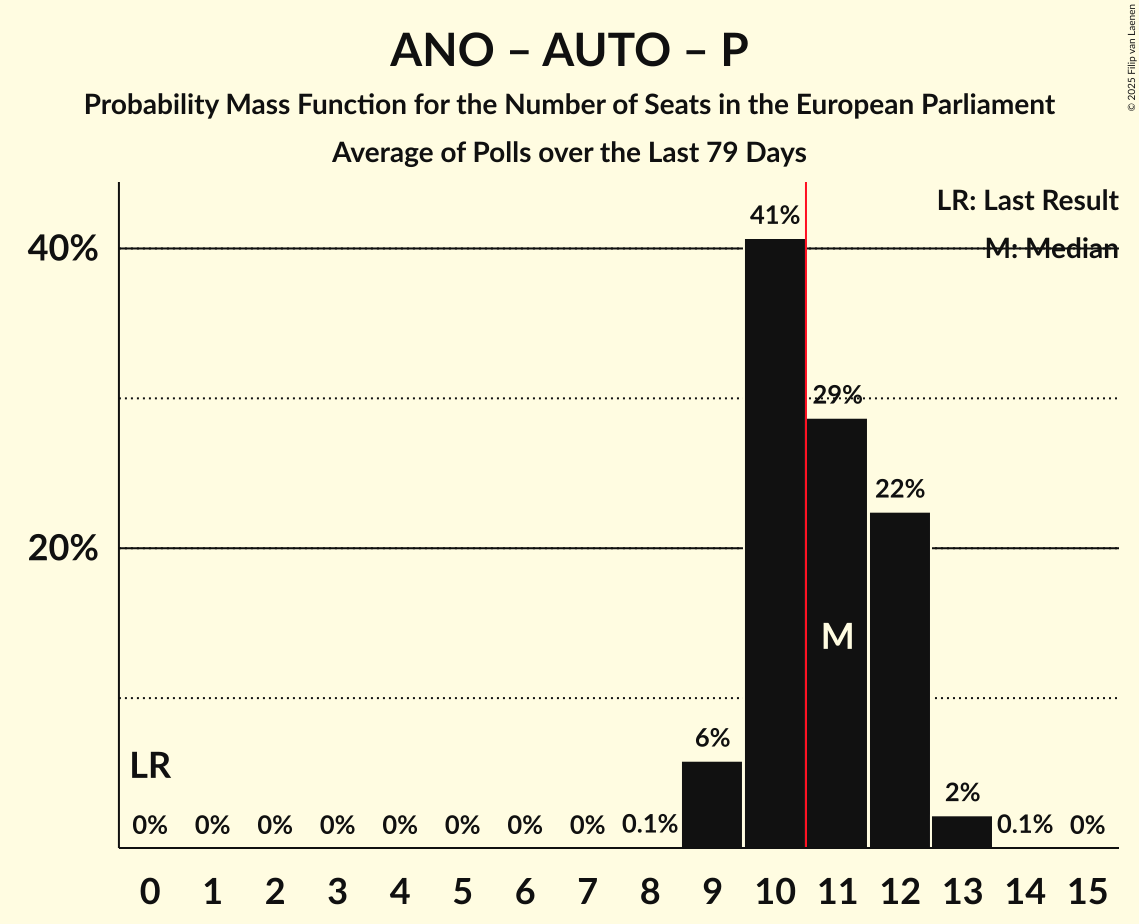 ANO – AUTO – P
Probability Mass Function for the Number of Seats in the European Parliament
Average of Polls over the Last 79 Days
© 2025 Filip van Laenen
LR: Last Result
M: Median
40%
20%
41%
29%
22%
6%
2%
M
LR
0% 0% 0% 0% 0% 0% 0% 0% 0.1% 0.1% 0%
0 1 2 3 4 5 6 7 8 9 10 11 12 13 14 15